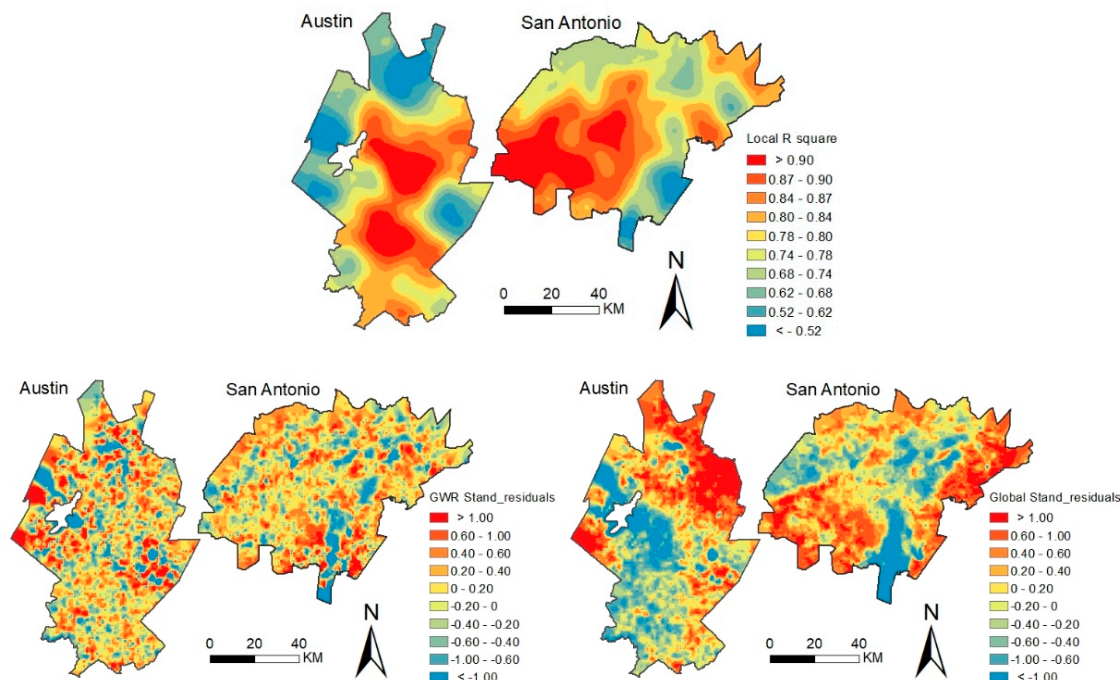 Austin San Antonio
Local R square
> 0.90
0.87 - 0.90
0.84 - 0.87
0.80 - 0.84
0.78 - 0.80
0.74 - 0.78
0.68 - 0.74
0.62 - 0.68
0.52 - 0.62
< - 0.52
N
0 20 40
KM
Austin San Antonio
GWR Stand_residuals
> 1.00
0.60 - 1.00
0.40 - 0.60
0.20 - 0.40
0 - 0.20
-0.20 - 0
-0.40 - -0.20
-0.60 - -0.40
-1.00 - -0.60
< -1.00
N
0 20 40
KM
Austin San Antonio
Global Stand_residuals
> 1.00
0.60 - 1.00
0.40 - 0.60
0.20 - 0.40
0 - 0.20
-0.20 - 0
-0.40 - -0.20
-0.60 - -0.40
-1.00 - -0.60
< -1.00
N
0 20 40
KM